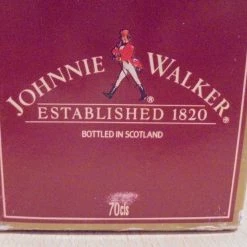 JOHNNIE WALKER®
ESTABLISHED 1820®
BOTTLED IN SCOTLAND
70cls